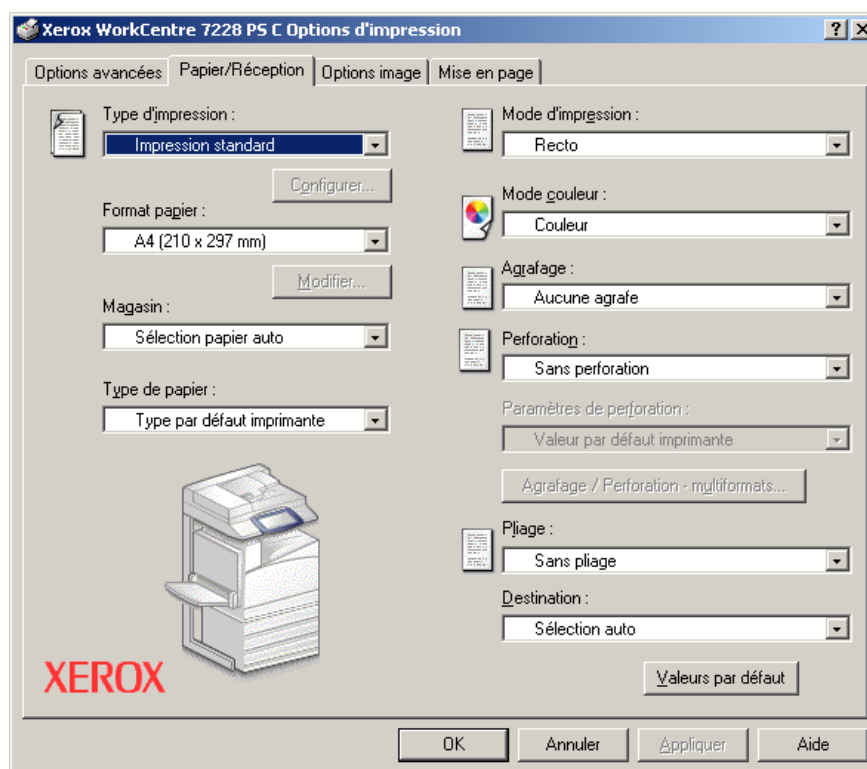 Xerox WorkCentre 7228 PS C Options d'impression
Options avancées
Papier/Réception
Options image
Mise en page
Type d'impression :
Impression standard
Configurer...
Format papier :
A4 (210 x 297 mm)
Modifier...
Magasin :
Sélection papier auto
Type de papier :
Type par défaut imprimante
XEROX
Mode d'impression :
Recto
Mode couleur :
Couleur
Agrafage :
Aucune agrafe
Perforation :
Sans perforation
Paramètres de perforation :
Valeur par défaut imprimante
Agrafage / Perforation - multiformats...
Pliage :
Sans pliage
Destination :
Sélection auto
Valeurs par défaut
OK
Annuler
Appliquer
Aide